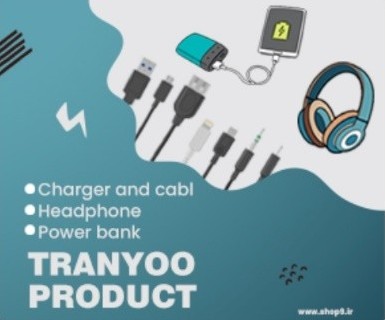 Charger and cabl
Headphone
Power bank
TRANYOO
PRODUCT
www.shop9.ir